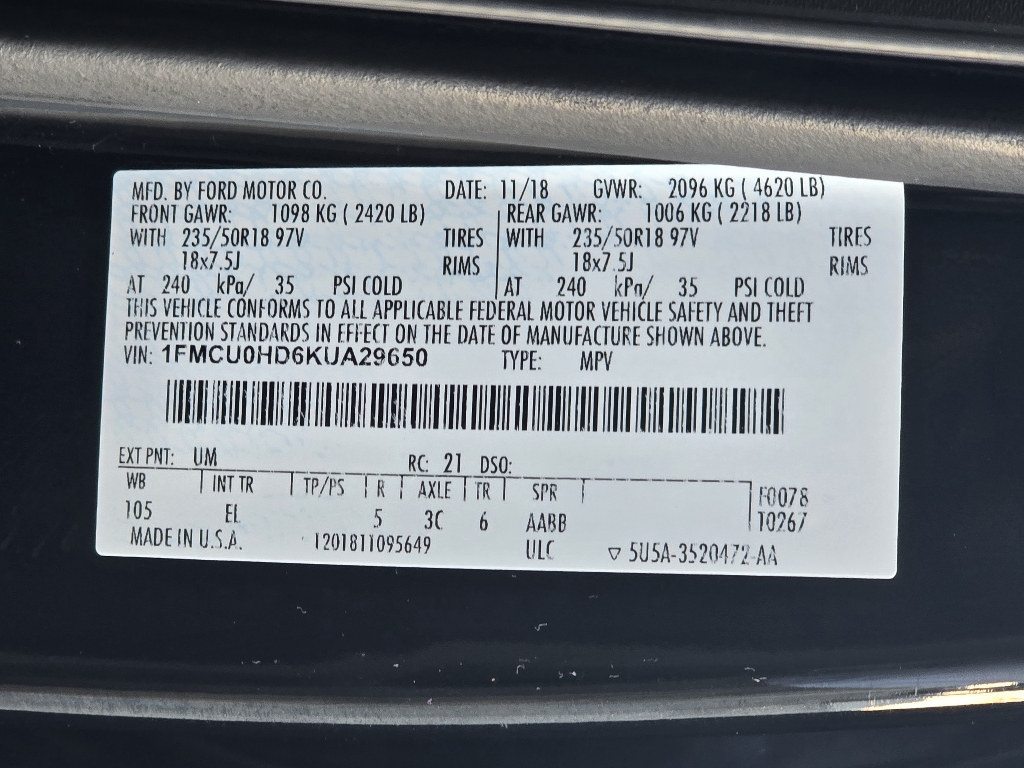 MFD. BY FORD MOTOR CO. DATE: 11/18 GVWR: 2096 KG ( 4620 LB)
FRONT GAWR: 1098 KG ( 2420 LB) REAR GAWR: 1006 KG ( 2218 LB)
WITH 235/50R18 97V TIRES WITH 235/50R18 97V TIRES
18x7.5J RIMS 18x7.5J RIMS
AT 240 kPa/ 35 PSI COLD AT 240 kPa/ 35 PSI COLD
THIS VEHICLE CONFORMS TO ALL APPLICABLE FEDERAL MOTOR VEHICLE SAFETY AND THEFT
PREVENTION STANDARDS IN EFFECT ON THE DATE OF MANUFACTURE SHOWN ABOVE.
VIN: 1FMCU0HD6KUA29650 TYPE: MPV
EXT PNT: UM RC: 21 DSO:
WB INT TR TP/PS R AXLE TR SPR F0078
105 EL 5 3C 6 AABB T0267
MADE IN U.S.A. 1201811095649 ULC ▽ 5U5A-3520472-AA